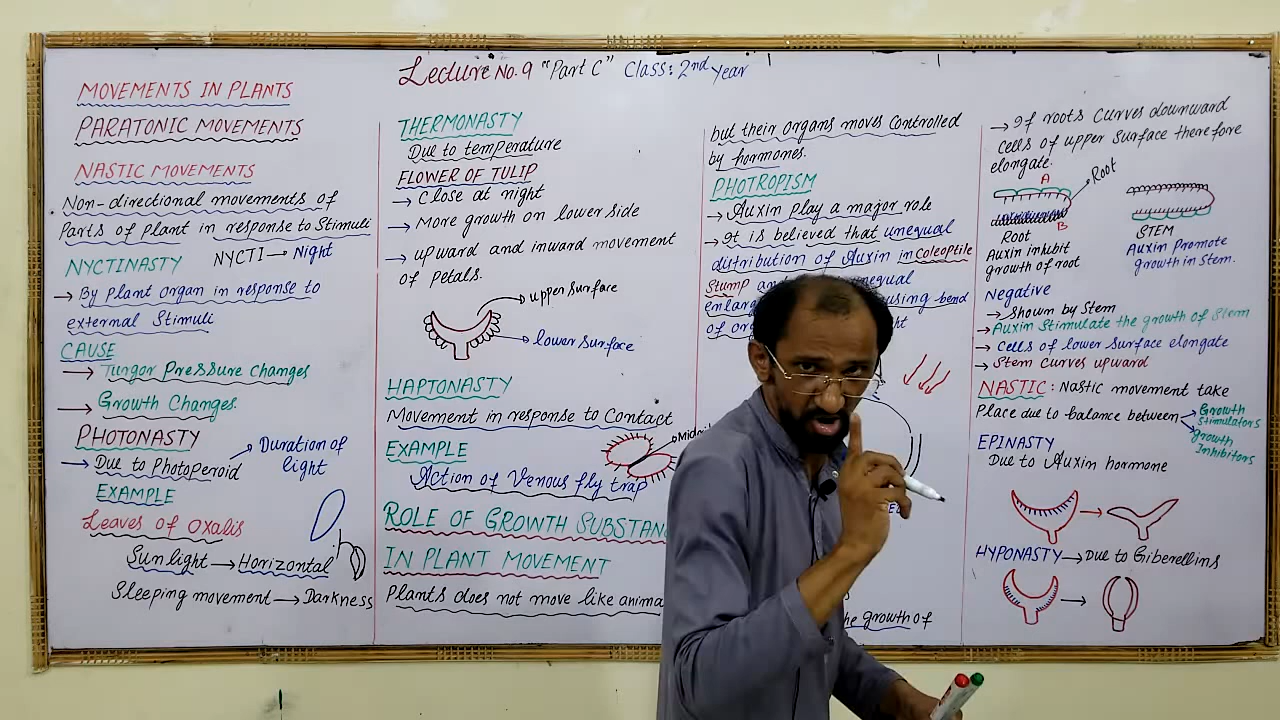 Lecture No. 9 "Part C" Class: 2nd Year
MOVEMENTS IN PLANTS
PARATONIC MOVEMENTS
NASTIC MOVEMENTS
Non-directional movements of
Parts of plant in response to Stimuli
NYCTINASTY NYCTI → Night
→ By plant organ in response to
external Stimuli
CAUSE
→ Turgor Pressure changes
→ Growth Changes.
PHOTONASTY
→ Due to Photoperoid → Duration of
light
EXAMPLE
Leaves of Oxalis
Sunlight → Horizontal
Sleeping movement → Darkness
THERMONASTY
Due to temperature
FLOWER OF TULIP
→ Close at night
→ More growth on lower side
→ upward and inward movement
of petals.
upper surface
lower surface
HAPTONASTY
Movement in response to Contact
EXAMPLE
Action of Venous fly trap
ROLE OF GROWTH SUBSTAN
IN PLANT MOVEMENT
Plants does not move like anima
but their organs moves controlled
by hormones.
PHOTROPISM
→ Auxin play a major role
→ It is believed that unequal
distribution of Auxin in coleoptile
Stump an unequal
enlar using bend
of or ht
he growth of
→ If roots Curves downward
cells of upper Surface therefore
elongate.
A
Root
B
Root
Auxin inhubit
growth of root
STEM
Auxin Promote
growth in Stem.
Negative
→ Shown by Stem
→ Auxin Stimulate the growth of Stem
→ Cells of lower surface elongate
→ Stem curves upward
NASTIC: Nastic movement take
Place due to balance between → Growth
Stimulators
Growth
Inhibitors
EPINASTY
Due to Auxin hormone
HYPONASTY → Due to Giberellins